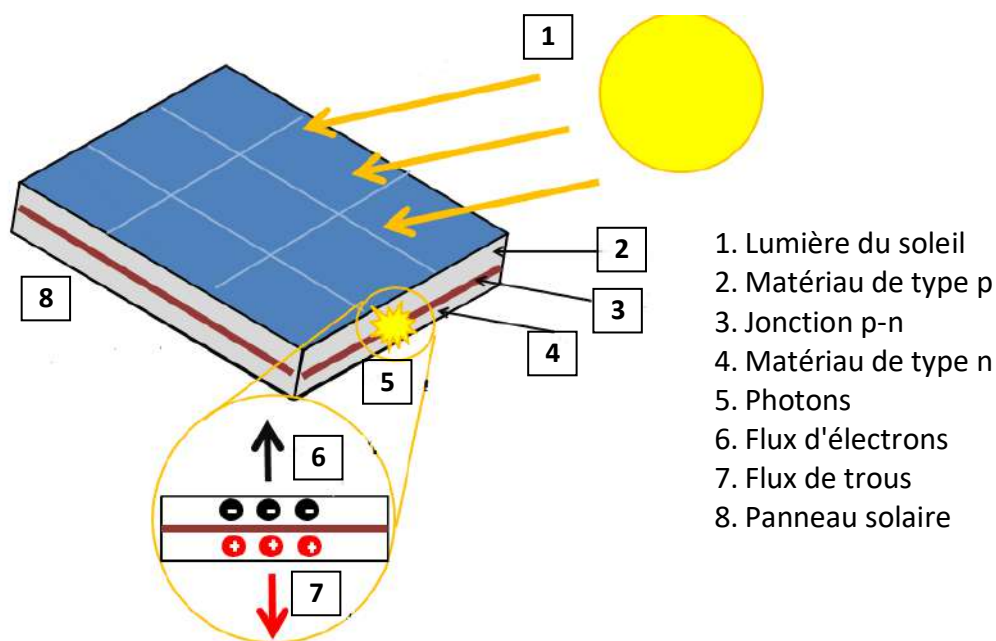 1
2
3
4
5
6
7
8
1. Lumière du soleil
2. Matériau de type p
3. Jonction p-n
4. Matériau de type n
5. Photons
6. Flux d'électrons
7. Flux de trous
8. Panneau solaire
- - -
+ + +